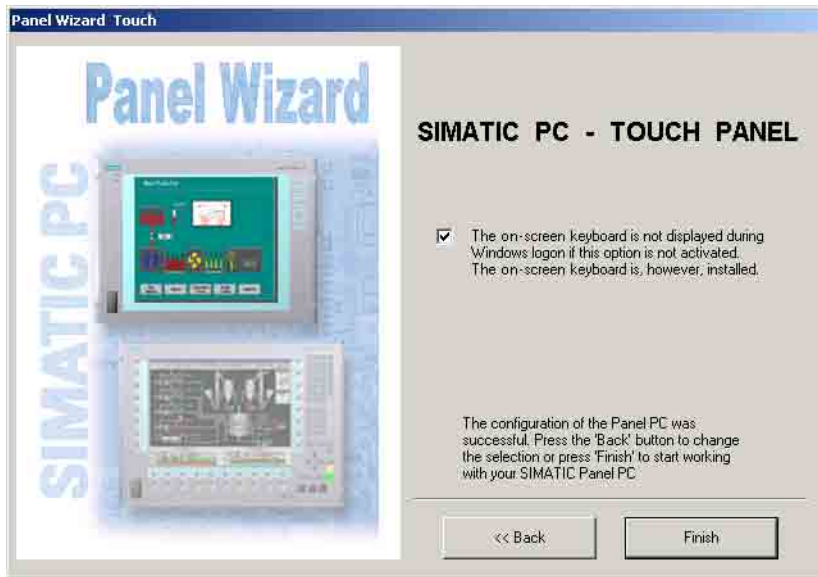 Panel Wizard Touch
Panel Wizard
SIMATIC PC
SIMATIC PC - TOUCH PANEL
The on-screen keyboard is not displayed during
Windows logon if this option is not activated.
The on-screen keyboard is, however, installed.
The configuration of the Panel PC was
successful. Press the 'Back' button to change
the selection or press 'Finish' to start working
with your SIMATIC Panel PC
<< Back
Finish